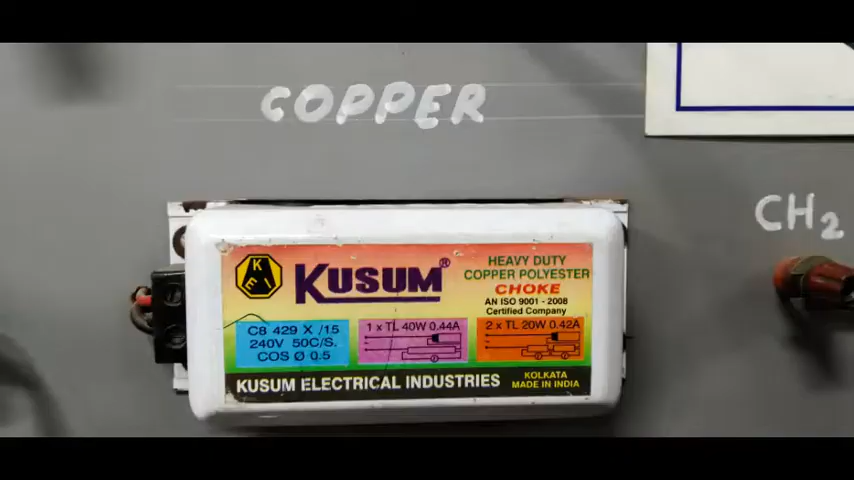 COPPER
CH2
KEI
KUSUM®
HEAVY DUTY
COPPER POLYESTER
CHOKE
AN ISO 9001 - 2008
Certified Company
C8 429 X /15
240V 50C/S.
COS Ø 0.5
1 x TL 40W 0.44A
2 x TL 20W 0.42A
KUSUM ELECTRICAL INDUSTRIES
KOLKATA
MADE IN INDIA